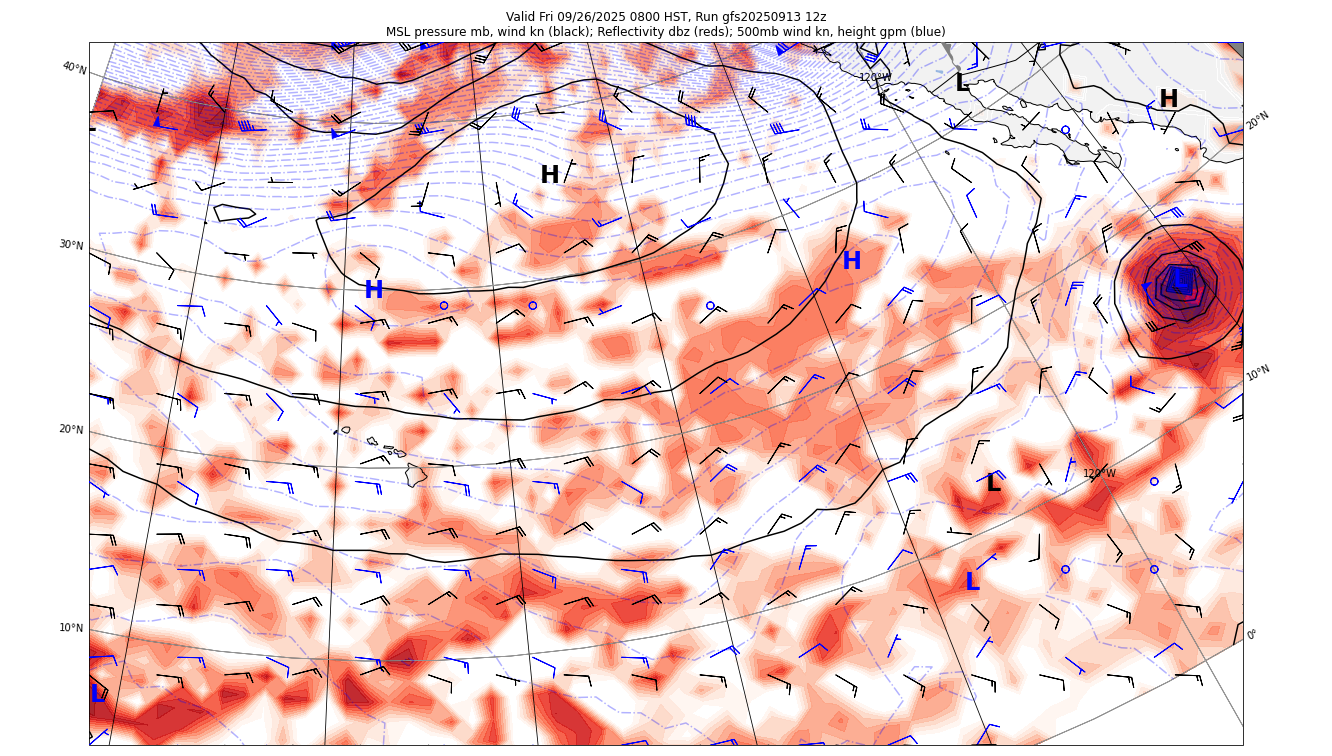 Valid Fri 09/26/2025 0800 HST, Run gfs20250913 12z
MSL pressure mb, wind kn (black); Reflectivity dbz (reds); 500mb wind kn, height gpm (blue)
40°N
120°W
L
H
20°N
H
30°N
H
H
10°N
20°N
120°W
L
L
10°N
0°
L